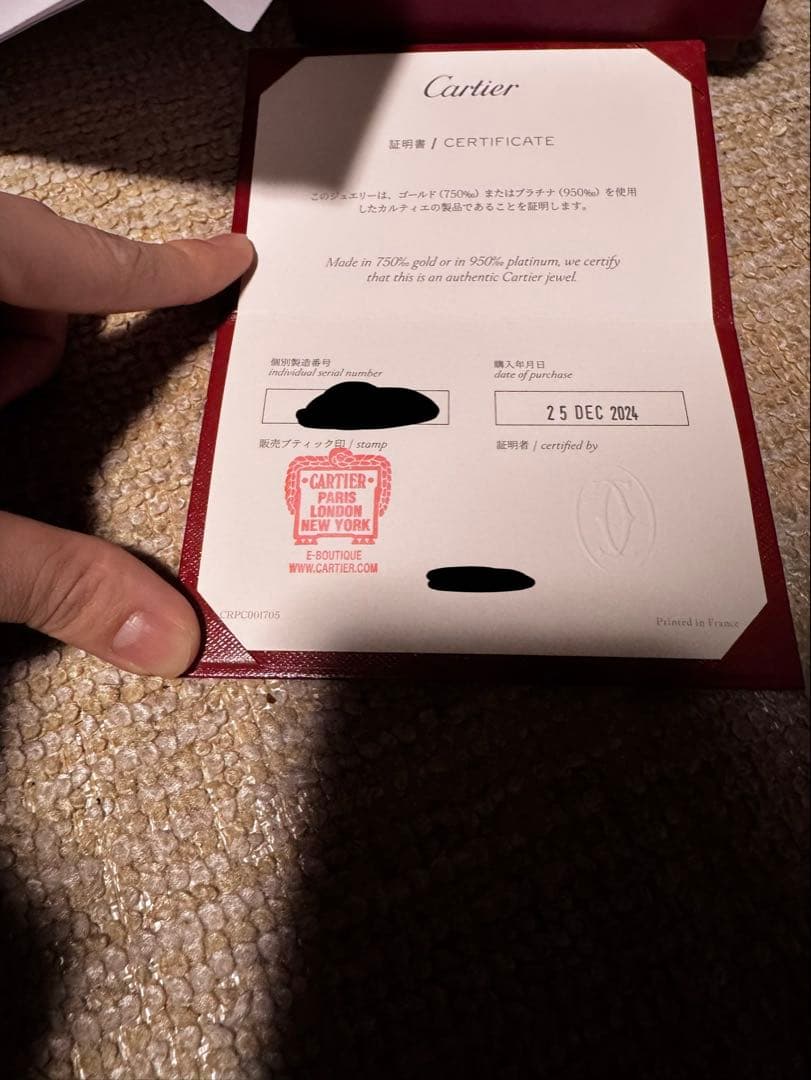 Cartier
証明書 / CERTIFICATE
このジュエリーは、ゴールド（750‰）またはプラチナ（950‰）を使用
したカルティエの製品であることを証明します。
Made in 750‰ gold or in 950‰ platinum, we certify
that this is an authentic Cartier jewel.
個別製造番号
individual serial number
購入年月日
date of purchase
25 DEC 2024
販売ブティック印 / stamp
証明者 / certified by
·CARTIER·
PARIS
LONDON
NEW YORK
E-BOUTIQUE
WWW.CARTIER.COM
CRPC001705
Printed in France